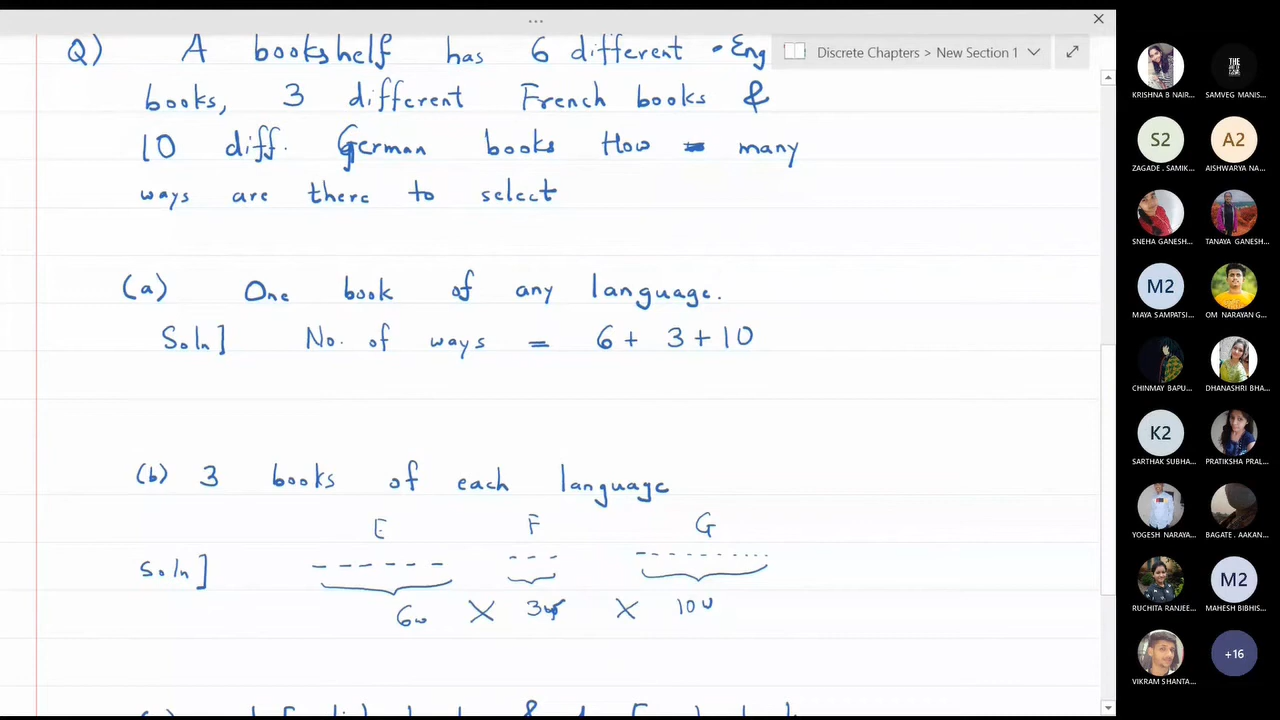 ...
Discrete Chapters > New Section 1
Q) A bookshelf has 6 different Eng
books, 3 different French books &
10 diff. German books How many
ways are there to select
(a) One book of any language.
Soln] No. of ways = 6+ 3+10
(b) 3 books of each language
E F G
Soln]
6w X 3w X 10w
KRISHNA B NAIR...
SAMVEG MANIS...
S2
A2
ZAGADE . SAMIK...
AISHWARYA NA...
SNEHA GANESH...
TANAYA GANESH...
M2
MAYA SAMPATSI...
OM NARAYAN G...
CHINMAY BAPU...
DHANASHRI BHA...
K2
SARTHAK SUBHA...
PRATIKSHA PRAL...
YOGESH NARAYA...
BAGATE . AAKAN...
M2
RUCHITA RANJEE...
MAHESH BIBHIS...
+16
VIKRAM SHANTA...